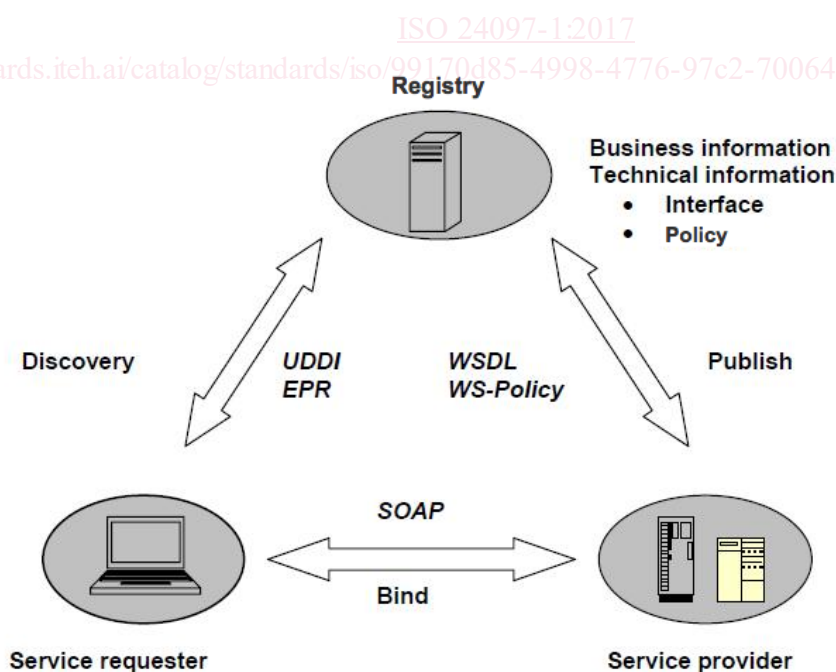 ISO 24097-1:2017
ards.iteh.ai/catalog/standards/iso/99170d85-4998-4776-97c2-70064
Registry
Business information
Technical information
• Interface
• Policy
Discovery
UDDI
EPR
WSDL
WS-Policy
Publish
SOAP
Bind
Service requester
Service provider